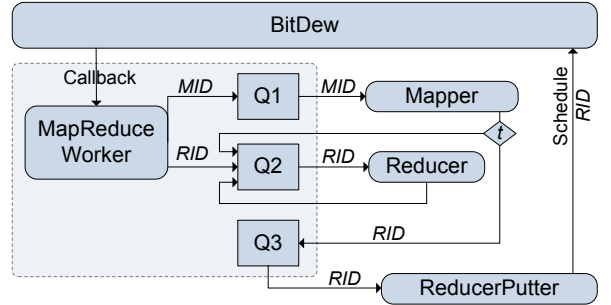 BitDew
Callback
MID
Q1
MID
Mapper
MapReduce
Worker
t
RID
Q2
RID
Reducer
Schedule
RID
Q3
RID
RID
ReducerPutter